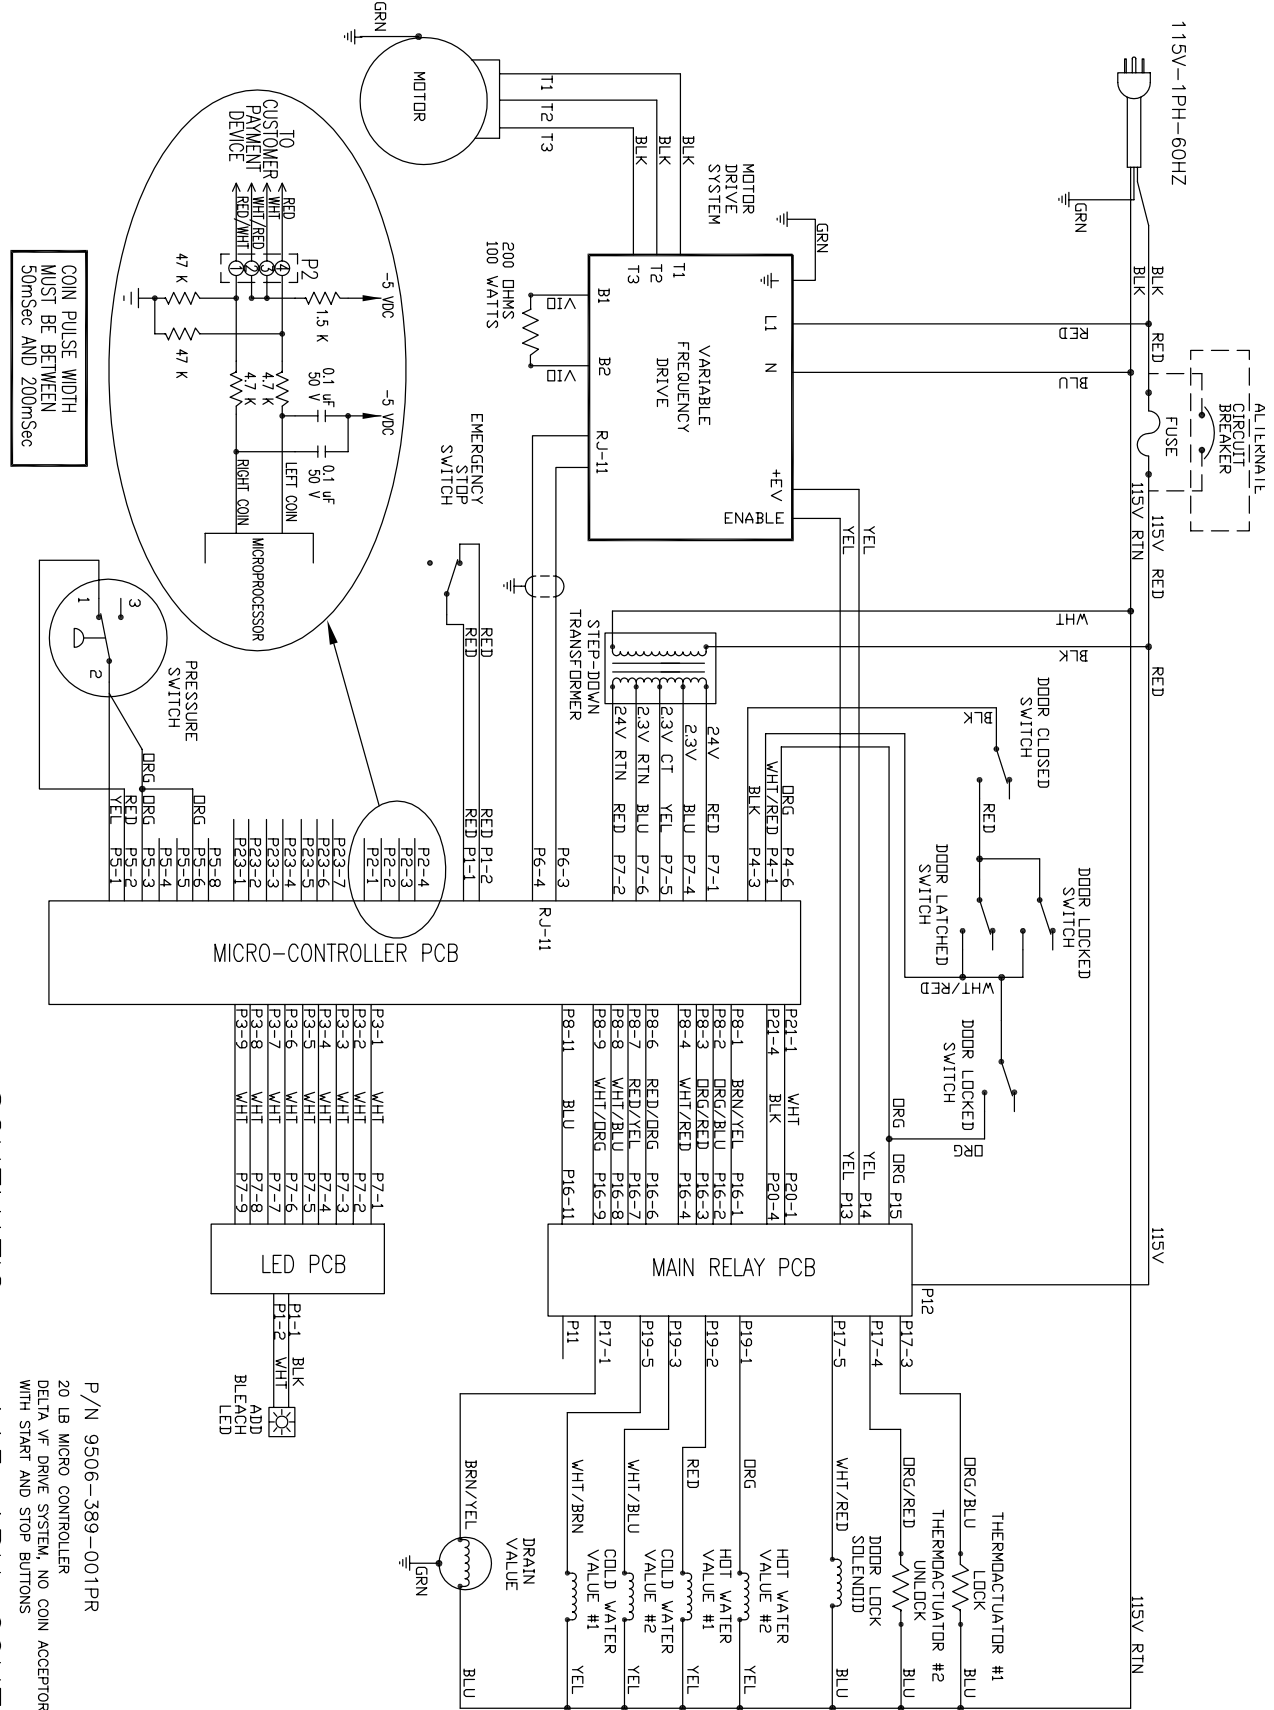 115V-1PH-60HZ
GRN
BLK
BLK
RED
RED
BLU
ALTERNATE
CIRCUIT
BREAKER
FUSE
115V
RED
115V RTN
WHT
BLK
RED
115V
115V RTN
GRN
MOTOR
T1
T2
T3
BLK
BLK
BLK
MOTOR
DRIVE
SYSTEM
GRN
T1
T2
T3
L1
N
VARIABLE
FREQUENCY
DRIVE
B1
B2
VIO
VIO
200 OHMS
100 WATTS
RJ-11
+EV
ENABLE
YEL
YEL
TO
CUSTOMER
PAYMENT
DEVICE
RED
WHT
WHT/RED
RED/WHT
P2
4
3
2
1
-5 VDC
1.5 K
47 K
47 K
4.7 K
4.7 K
0.1 uF
50 V
0.1 uF
50 V
-5 VDC
LEFT COIN
RIGHT COIN
MICROPROCESSOR
COIN PULSE WIDTH
MUST BE BETWEEN
50mSec AND 200mSec
EMERGENCY
STOP
SWITCH
RED
RED
RED P1-2
RED P1-1
STEP-DOWN
TRANSFORMER
24V RED P7-1
2.3V BLU P7-4
2.3V CT YEL P7-5
2.3V RTN BLU P7-6
24V RTN RED P7-2
PRESSURE
SWITCH
1
2
3
ORG
ORG
ORG
RED
YEL
P5-8
P5-6
P5-5
P5-4
P5-3
P5-2
P5-1
P23-7
P23-6
P23-5
P23-4
P23-3
P23-2
P23-1
P2-4
P2-3
P2-2
P2-1
P6-3
P6-4
RJ-11
ORG P4-6
WHT/RED P4-1
BLK P4-3
BLK
DOOR CLOSED
SWITCH
RED
DOOR LATCHED
SWITCH
DOOR LOCKED
SWITCH
WHT/RED
DOOR LOCKED
SWITCH
ORG
ORG
MICRO-CONTROLLER PCB
P21-1 WHT P20-1
P21-4 BLK P20-4
P8-1 BRN/YEL P16-1
P8-2 ORG/BLU P16-2
P8-3 ORG/RED P16-3
P8-4 WHT/RED P16-4
P8-6 RED/ORG P16-6
P8-7 RED/YEL P16-7
P8-8 WHT/BLU P16-8
P8-9 WHT/ORG P16-9
P8-11 BLU P16-11
ORG P15
YEL P14
YEL P13
P3-1 WHT P7-1
P3-2 WHT P7-2
P3-3 WHT P7-3
P3-4 WHT P7-4
P3-5 WHT P7-5
P3-6 WHT P7-6
P3-7 WHT P7-7
P3-8 WHT P7-8
P3-9 WHT P7-9
LED PCB
P1-1 BLK
P1-2 WHT
ADD
BLEACH
LED
MAIN RELAY PCB
P12
P17-3
P17-4
P17-5
P19-1
P19-2
P19-3
P19-5
P17-1
P11
ORG/BLU
THERMOACTUATOR #1
LOCK
BLU
ORG/RED
THERMOACTUATOR #2
UNLOCK
BLU
WHT/RED
DOOR LOCK
SOLENOID
BLU
ORG
HOT WATER
VALUE #2
YEL
RED
HOT WATER
VALUE #1
YEL
WHT/BLU
COLD WATER
VALUE #2
YEL
WHT/BRN
COLD WATER
VALUE #1
YEL
BRN/YEL
DRAIN
VALUE
GRN
BLU
P/N 9506-389-001PR
20 LB MICRO CONTROLLER
DELTA VF DRIVE SYSTEM, NO COIN ACCEPTOR
WITH START AND STOP BUTTONS